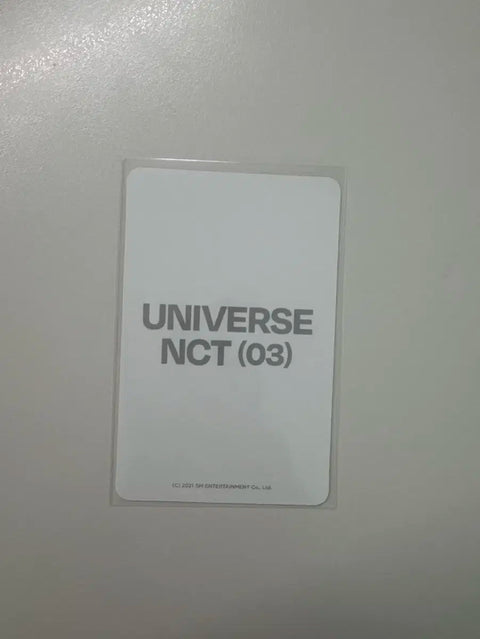 UNIVERSE
NCT (03)
(C) 2021 SM ENTERTAINMENT Co., Ltd.